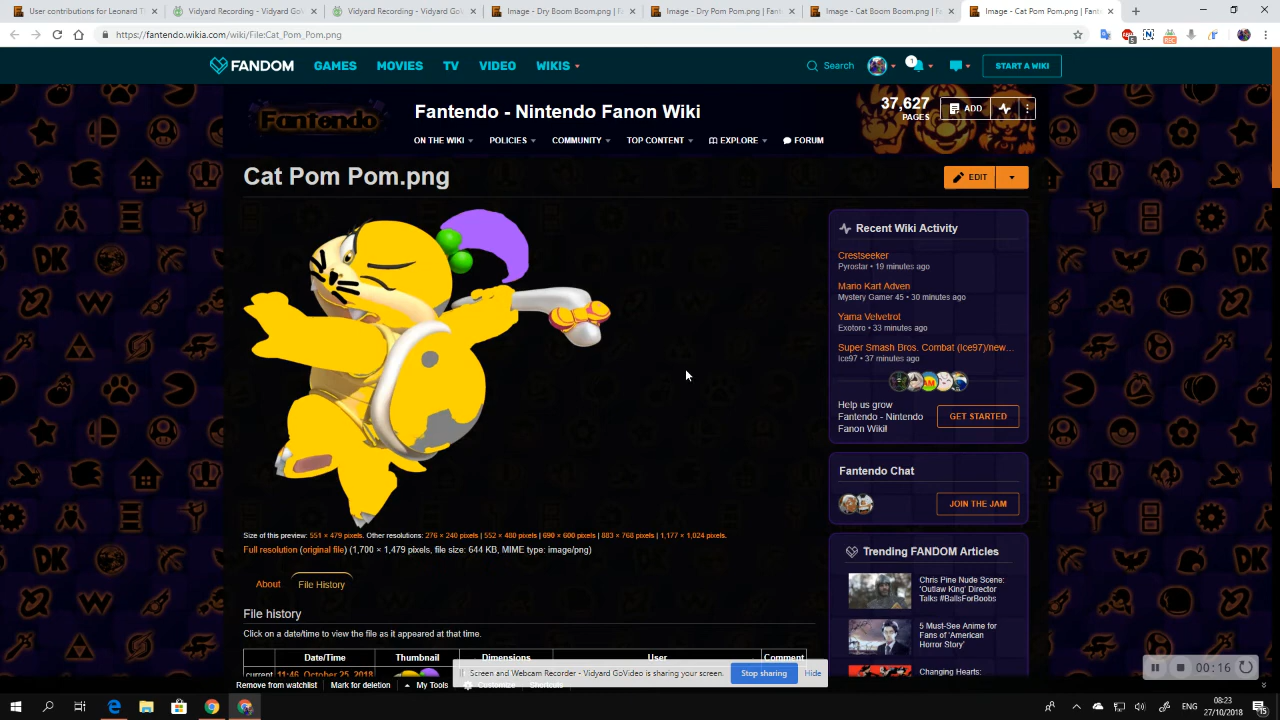 User contributions for Leonard T
Vidyard Recording - Vidyard GoV
Vidyard Recording - Vidyard GoV
Image - Dry Boom Boom.png | Fa
Image - Dry Pom Pom.png | Fant
Image - Cat Boom Boom.png | Fa
Image - Cat Pom Pom.png | Fant
https://fantendo.wikia.com/wiki/File:Cat_Pom_Pom.png
FANDOM
GAMES
MOVIES
TV
VIDEO
WIKIS
Search
1
START A WIKI
Fantendo
Fantendo - Nintendo Fanon Wiki
37,627
PAGES
ADD
ON THE WIKI
POLICIES
COMMUNITY
TOP CONTENT
EXPLORE
FORUM
Cat Pom Pom.png
EDIT
Recent Wiki Activity
Crestseeker
Pyrostar • 19 minutes ago
Mario Kart Adven
Mystery Gamer 45 • 30 minutes ago
Yama Velvetrot
Exotoro • 33 minutes ago
Super Smash Bros. Combat (Ice97)/new...
Ice97 • 37 minutes ago
Help us grow
Fantendo - Nintendo
Fanon Wiki!
GET STARTED
Fantendo Chat
JOIN THE JAM
Size of this preview: 551 × 479 pixels. Other resolutions: 276 × 240 pixels | 552 × 480 pixels | 690 × 600 pixels | 883 × 768 pixels | 1,177 × 1,024 pixels.
Full resolution (original file) (1,700 × 1,479 pixels, file size: 644 KB, MIME type: image/png)
About
File History
Trending FANDOM Articles
Chris Pine Nude Scene:
'Outlaw King' Director
Talks #BallsForBoobs
5 Must-See Anime for
Fans of 'American
Horror Story'
Changing Hearts:
File history
Click on a date/time to view the file as it appeared at that time.
Date/Time
Thumbnail
Dimensions
User
Comment
current
11:46, October 25, 2018
Screen and Webcam Recorder - Vidyard GoVideo is sharing your screen.
Stop sharing
Hide
00:16
Remove from watchlist
Mark for deletion
My Tools
Customize
Shortcuts
ENG
08:23
27/10/2018
15